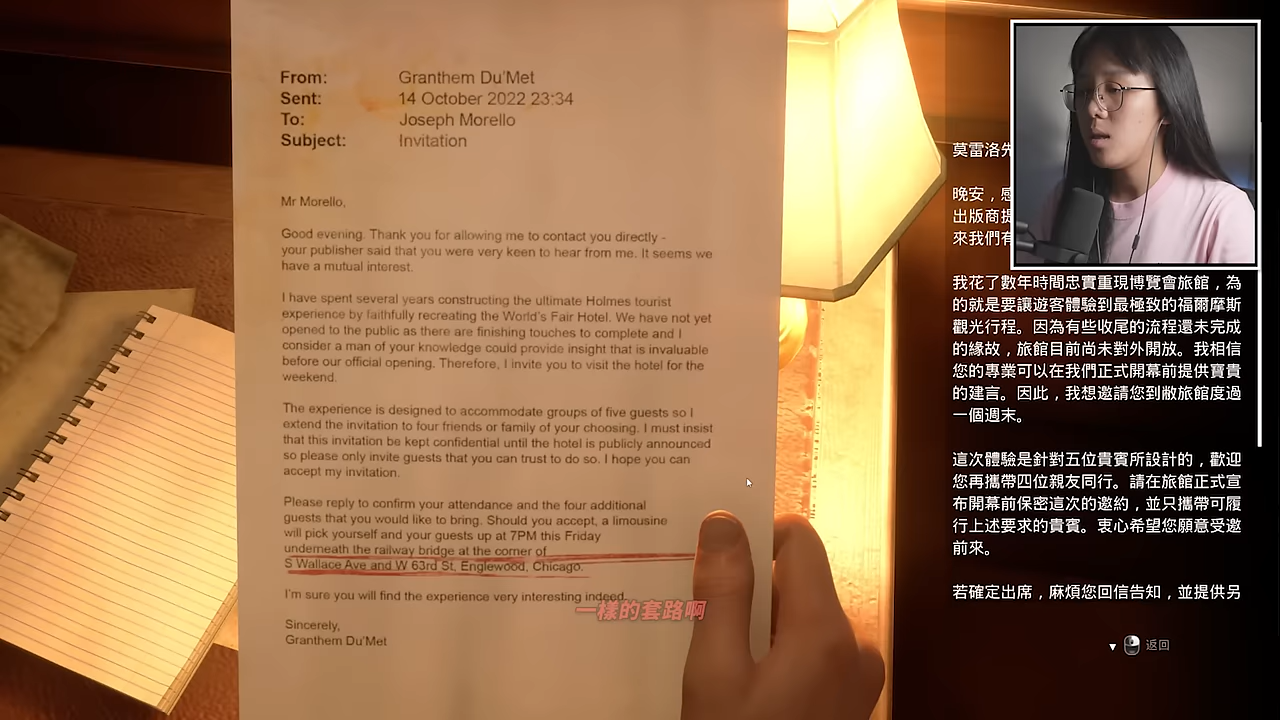 From: Granthem Du'Met
Sent: 14 October 2022 23:34
To: Joseph Morello
Subject: Invitation
Mr Morello,
Good evening. Thank you for allowing me to contact you directly -
your publisher said that you were very keen to hear from me. It seems we
have a mutual interest.
I have spent several years constructing the ultimate Holmes tourist
experience by faithfully recreating the World's Fair Hotel. We have not yet
opened to the public as there are finishing touches to complete and I
consider a man of your knowledge could provide insight that is invaluable
before our official opening. Therefore, I invite you to visit the hotel for the
weekend.
The experience is designed to accommodate groups of five guests so I
extend the invitation to four friends or family of your choosing. I must insist
that this invitation be kept confidential until the hotel is publicly announced
so please only invite guests that you can trust to do so. I hope you can
accept my invitation.
Please reply to confirm your attendance and the four additional
guests that you would like to bring. Should you accept, a limousine
will pick yourself and your guests up at 7PM this Friday
underneath the railway bridge at the corner of
S Wallace Ave and W 63rd St, Englewood, Chicago.
I'm sure you will find the experience very interesting indeed.
Sincerely,
Granthem Du'Met
一樣的套路啊
莫雷洛先
晚安，感
出版商提
來我們有
我花了數年時間忠實重現博覽會旅館，為
的就是要讓遊客體驗到最極致的福爾摩斯
觀光行程。因為有些收尾的流程還未完成
的緣故，旅館目前尚未對外開放。我相信
您的專業可以在我們正式開幕前提供寶貴
的建言。因此，我想邀請您到敝旅館度過
一個週末。
這次體驗是針對五位貴賓所設計的，歡迎
您再攜帶四位親友同行。請在旅館正式宣
布開幕前保密這次的邀約，並只攜帶可履
行上述要求的貴賓。衷心希望您願意受邀
前來。
若確定出席，麻煩您回信告知，並提供另
返回